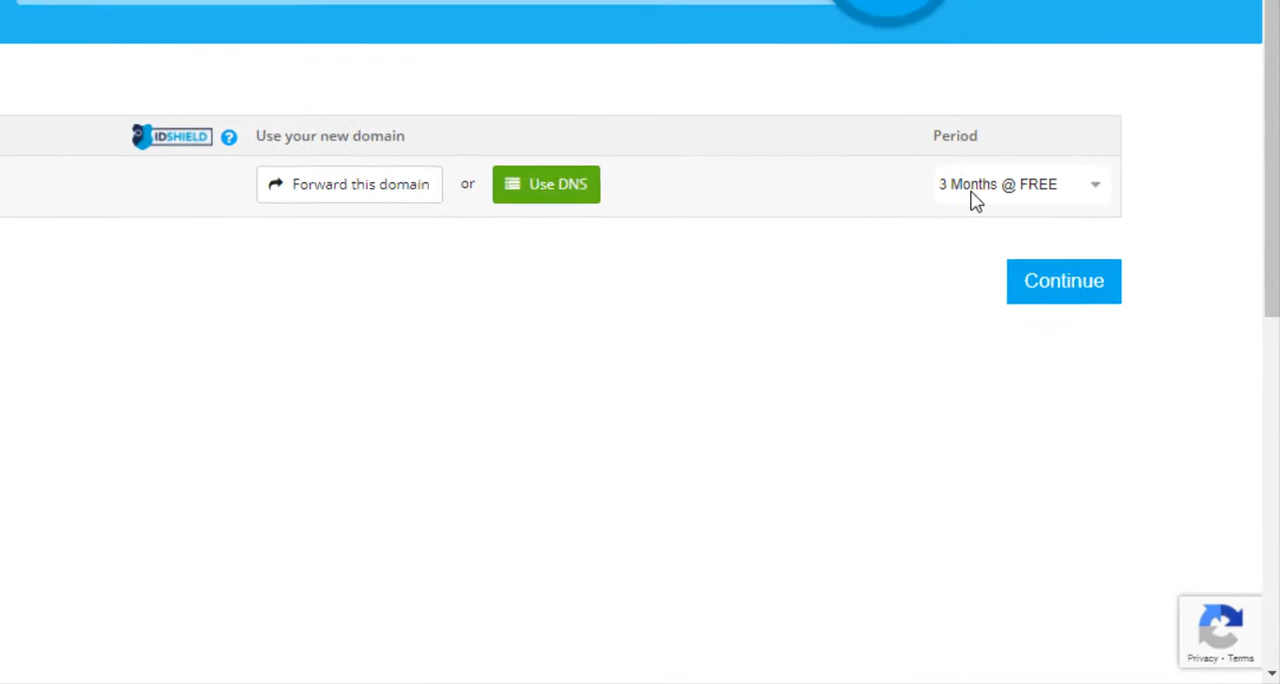 IDSHIELD ? Use your new domain Period
Forward this domain or Use DNS 3 Months @ FREE
Continue
Privacy - Terms